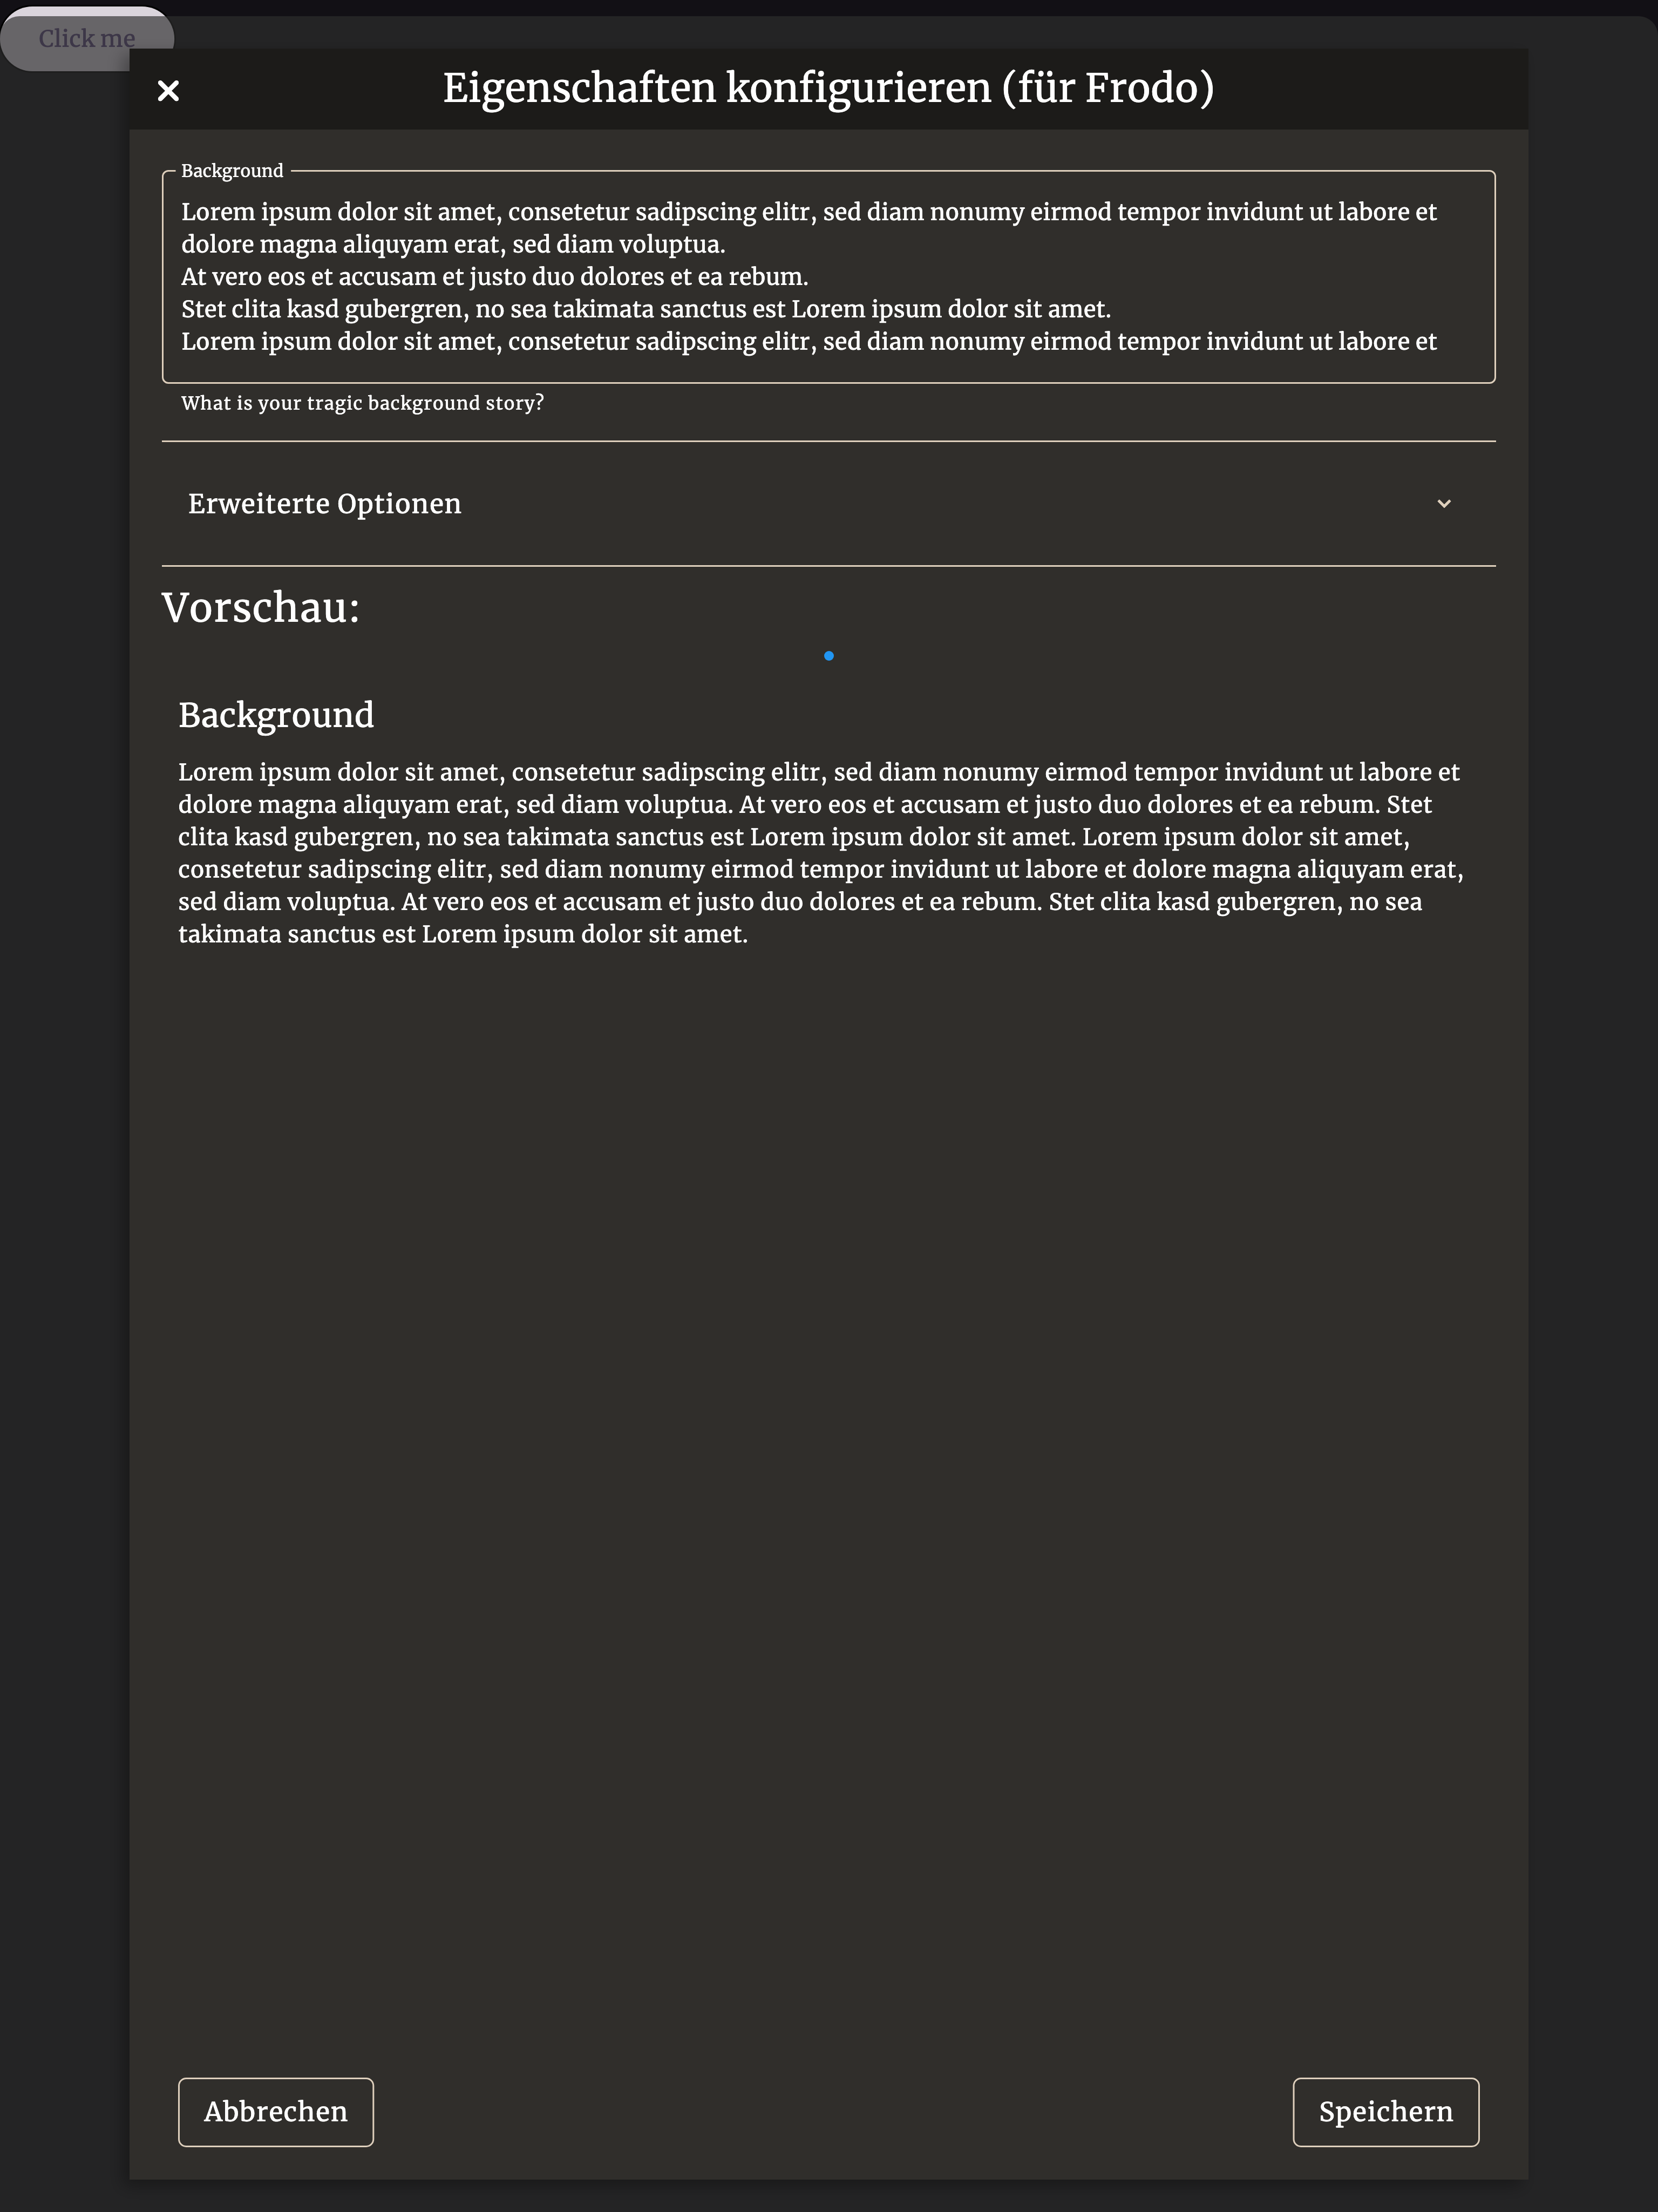 Click me
Eigenschaften konfigurieren (für Frodo)
Background
Lorem ipsum dolor sit amet, consetetur sadipscing elitr, sed diam nonumy eirmod tempor invidunt ut labore et
dolore magna aliquyam erat, sed diam voluptua.
At vero eos et accusam et justo duo dolores et ea rebum.
Stet clita kasd gubergren, no sea takimata sanctus est Lorem ipsum dolor sit amet.
Lorem ipsum dolor sit amet, consetetur sadipscing elitr, sed diam nonumy eirmod tempor invidunt ut labore et
What is your tragic background story?
Erweiterte Optionen
Vorschau:
Background
Lorem ipsum dolor sit amet, consetetur sadipscing elitr, sed diam nonumy eirmod tempor invidunt ut labore et
dolore magna aliquyam erat, sed diam voluptua. At vero eos et accusam et justo duo dolores et ea rebum. Stet
clita kasd gubergren, no sea takimata sanctus est Lorem ipsum dolor sit amet. Lorem ipsum dolor sit amet,
consetetur sadipscing elitr, sed diam nonumy eirmod tempor invidunt ut labore et dolore magna aliquyam erat,
sed diam voluptua. At vero eos et accusam et justo duo dolores et ea rebum. Stet clita kasd gubergren, no sea
takimata sanctus est Lorem ipsum dolor sit amet.
Abbrechen
Speichern